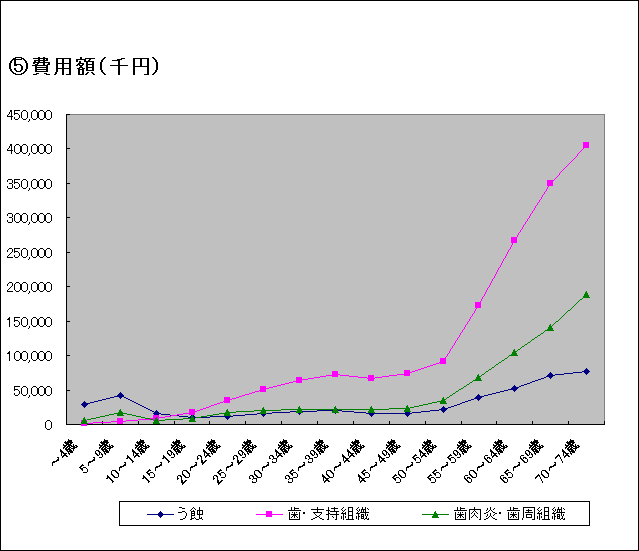 ⑤費用額(千円)
450,000
400,000
350,000
300,000
250,000
200,000
150,000
100,000
50,000
0
～4歳
5～9歳
10～14歳
15～19歳
20～24歳
25～29歳
30～34歳
35～39歳
40～44歳
45～49歳
50～54歳
55～59歳
60～64歳
65～69歳
70～74歳
う蝕
歯・支持組織
歯肉炎・歯周組織